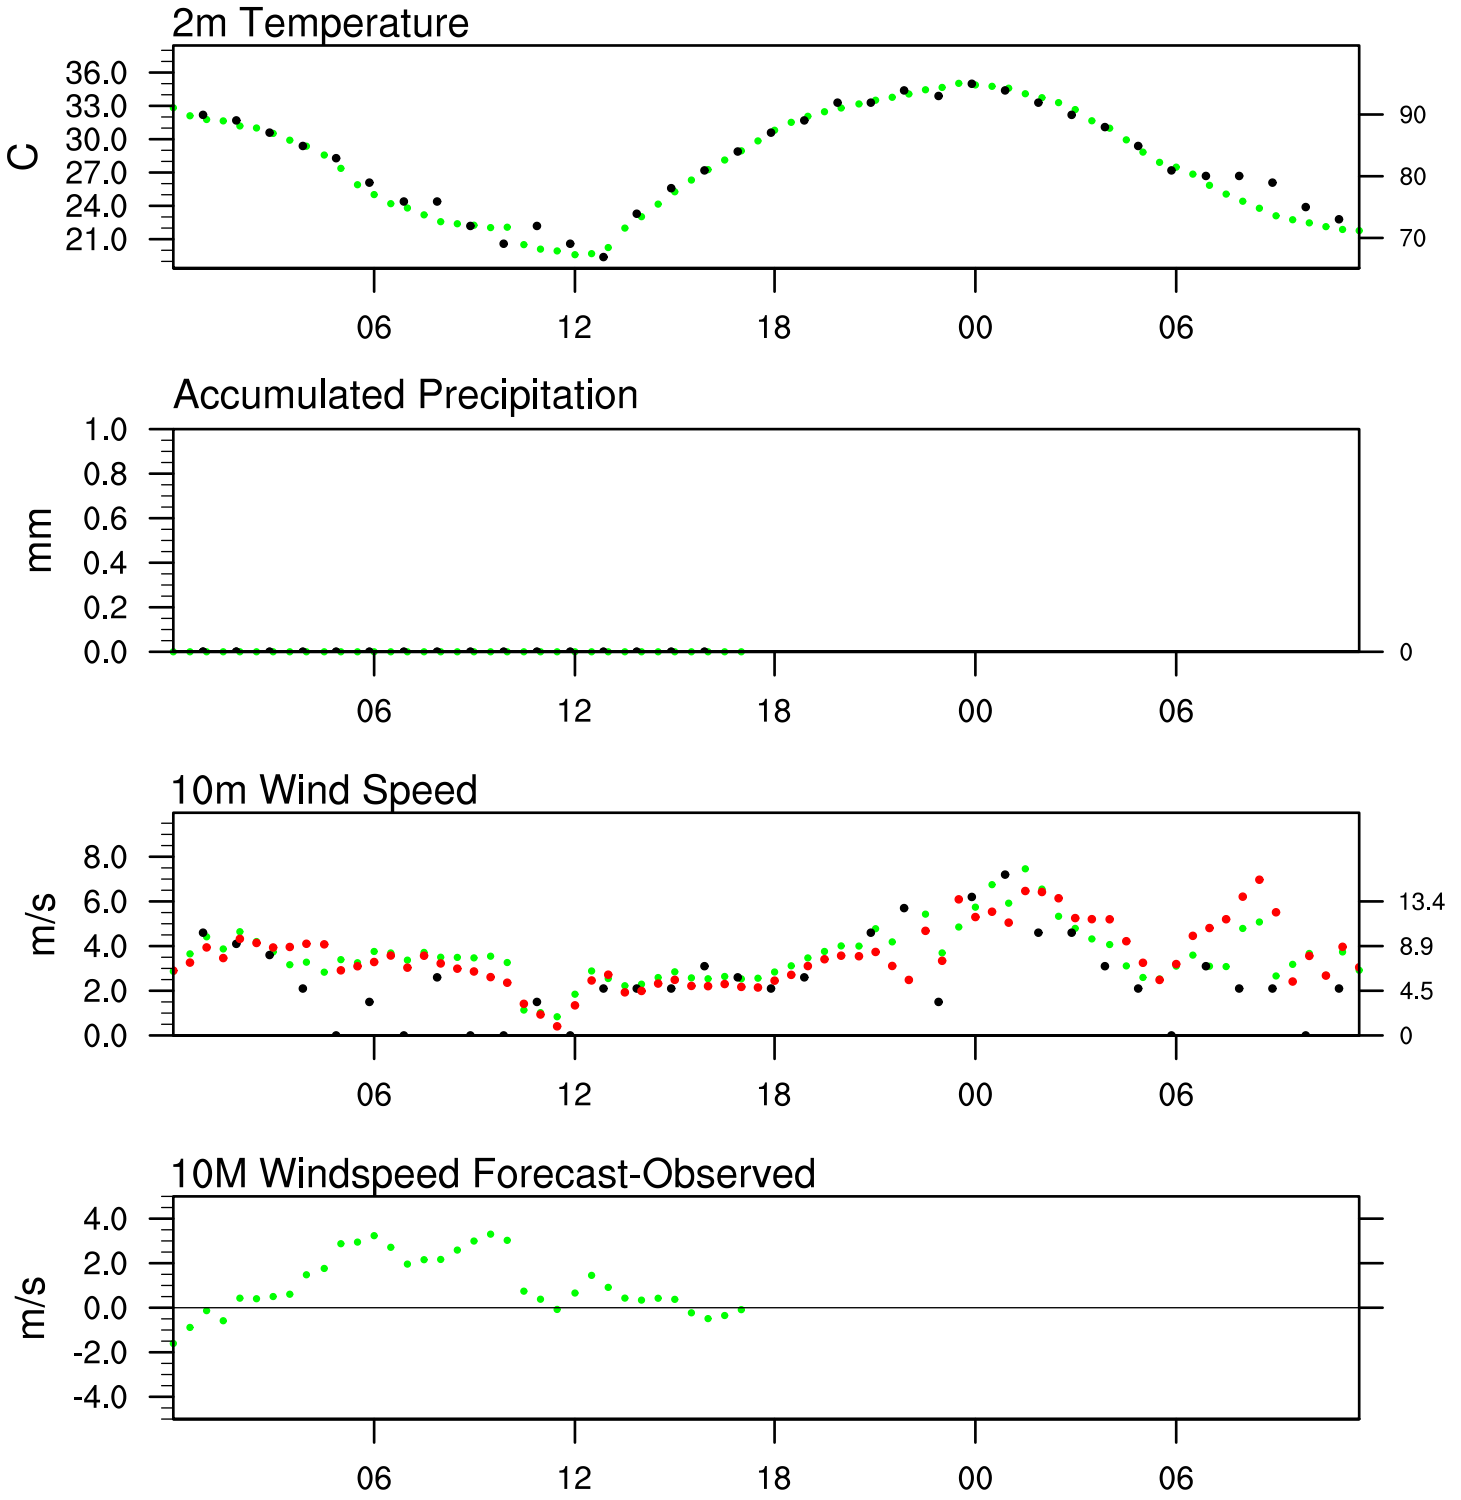 2m Temperature
36.0
33.0
30.0
27.0
24.0
21.0
C
90
80
70
06 12 18 00 06
Accumulated Precipitation
1.0
0.8
0.6
0.4
0.2
0.0
mm
0
06 12 18 00 06
10m Wind Speed
8.0
6.0
4.0
2.0
0.0
m/s
13.4
8.9
4.5
0
06 12 18 00 06
10M Windspeed Forecast-Observed
4.0
2.0
0.0
-2.0
-4.0
m/s
06 12 18 00 06